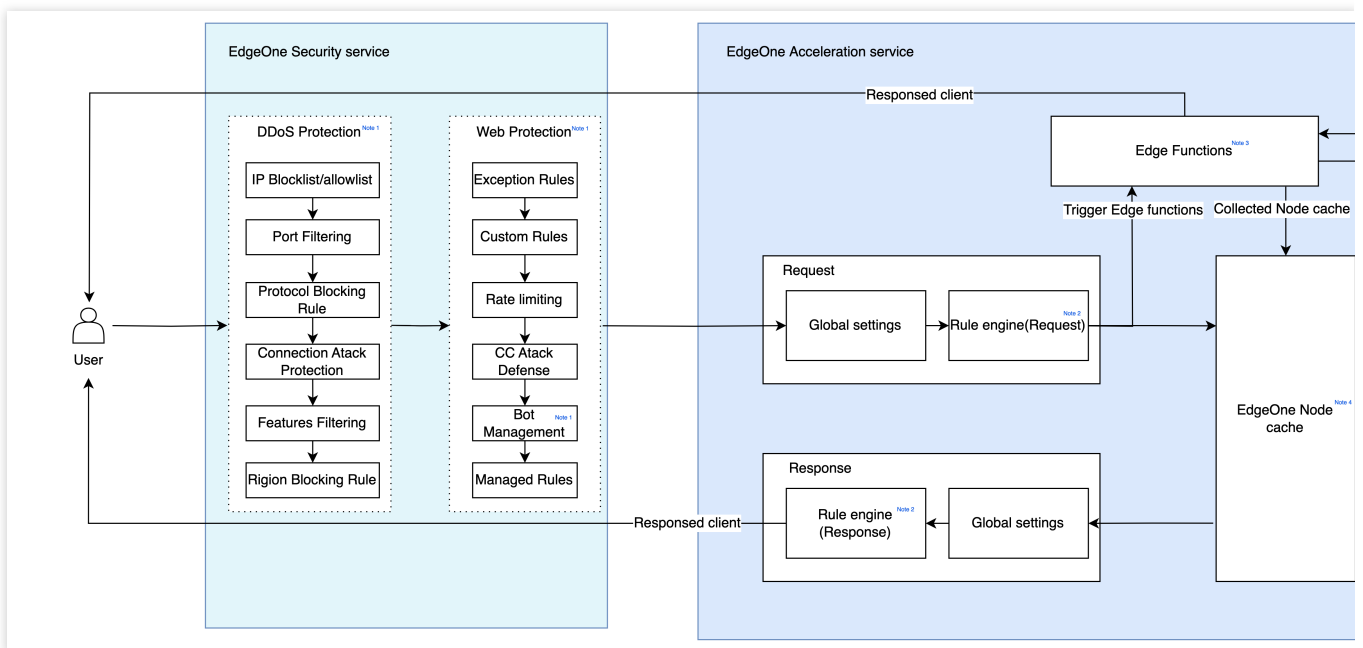 EdgeOne Security service
EdgeOne Acceleration service
Responsed client
DDoS Protection Note 1
IP Blocklist/allowlist
Port Filtering
Protocol Blocking
Rule
Connection Atack
Protection
Features Filtering
Rigion Blocking Rule
Web Protection Note 1
Exception Rules
Custom Rules
Rate limiting
CC Atack
Defense
Bot Note 1
Management
Managed Rules
User
Edge Functions Note 3
Trigger Edge functions
Collected Node cache
Request
Global settings
Note 2
Rule engine(Request)
EdgeOne Node Note 4
cache
Response
Rule engine Note 2
(Response)
Global settings
Responsed client